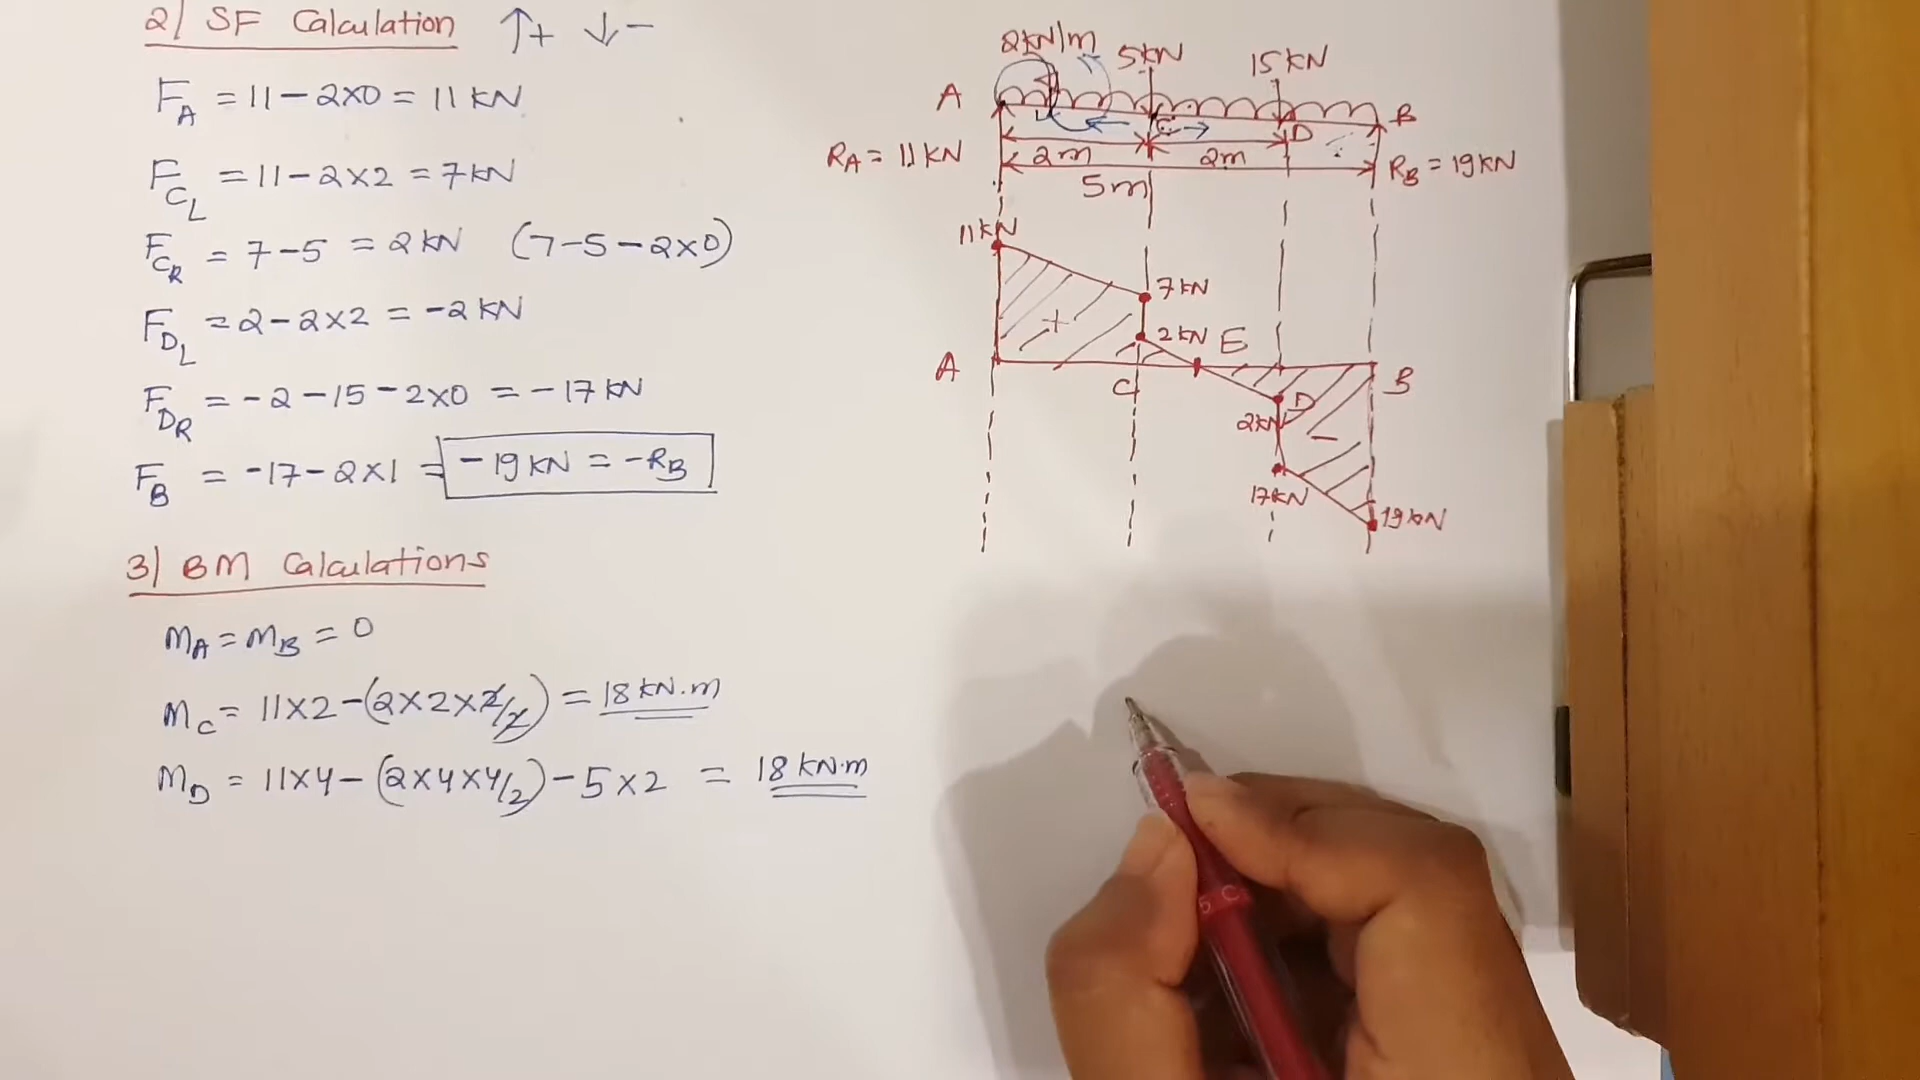 2) SF Calculation ↑+ ↓−
F_A = 11 − 2×0 = 11 kN
F_CL = 11 − 2×2 = 7 kN
F_CR = 7 − 5 = 2 kN (7−5−2×0)
F_DL = 2 − 2×2 = −2 kN
F_DR = −2 − 15 − 2×0 = −17 kN
F_B = −17 − 2×1 = −19 kN = −R_B
3) BM Calculations
M_A = M_B = 0
M_C = 11×2 − (2×2×2/2) = 18 kN.m
M_D = 11×4 − (2×4×4/2) − 5×2 = 18 kN.m
2kN/m 5kN 15 kN
A C D B
R_A = 11 kN 2m 2m R_B = 19 kN
5m
11 kN
7 kN
+ 2 kN E
A C B
D
2kN −
17kN 19 kN
5 C